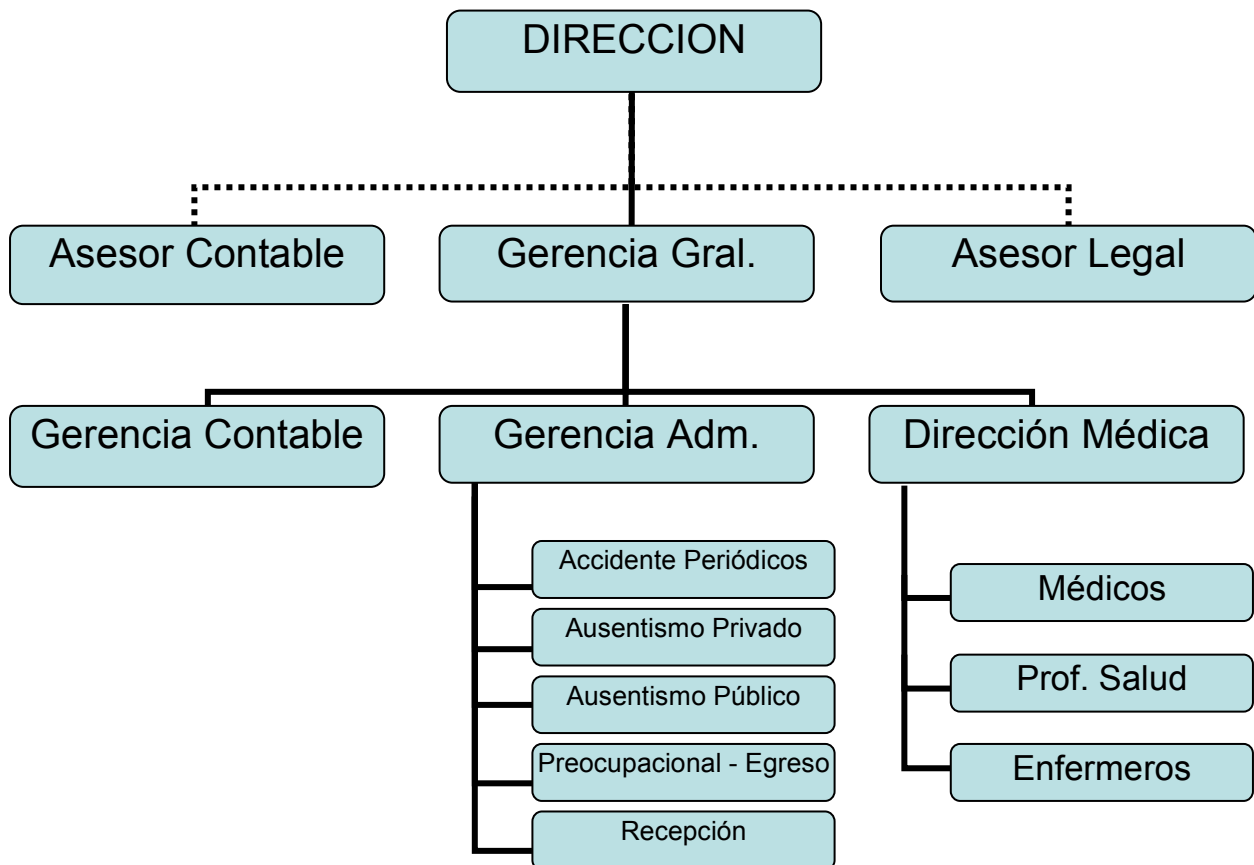 DIRECCION
Asesor Contable
Gerencia Gral.
Asesor Legal
Gerencia Contable
Gerencia Adm.
Dirección Médica
Accidente Periódicos
Ausentismo Privado
Ausentismo Público
Preocupacional - Egreso
Recepción
Médicos
Prof. Salud
Enfermeros